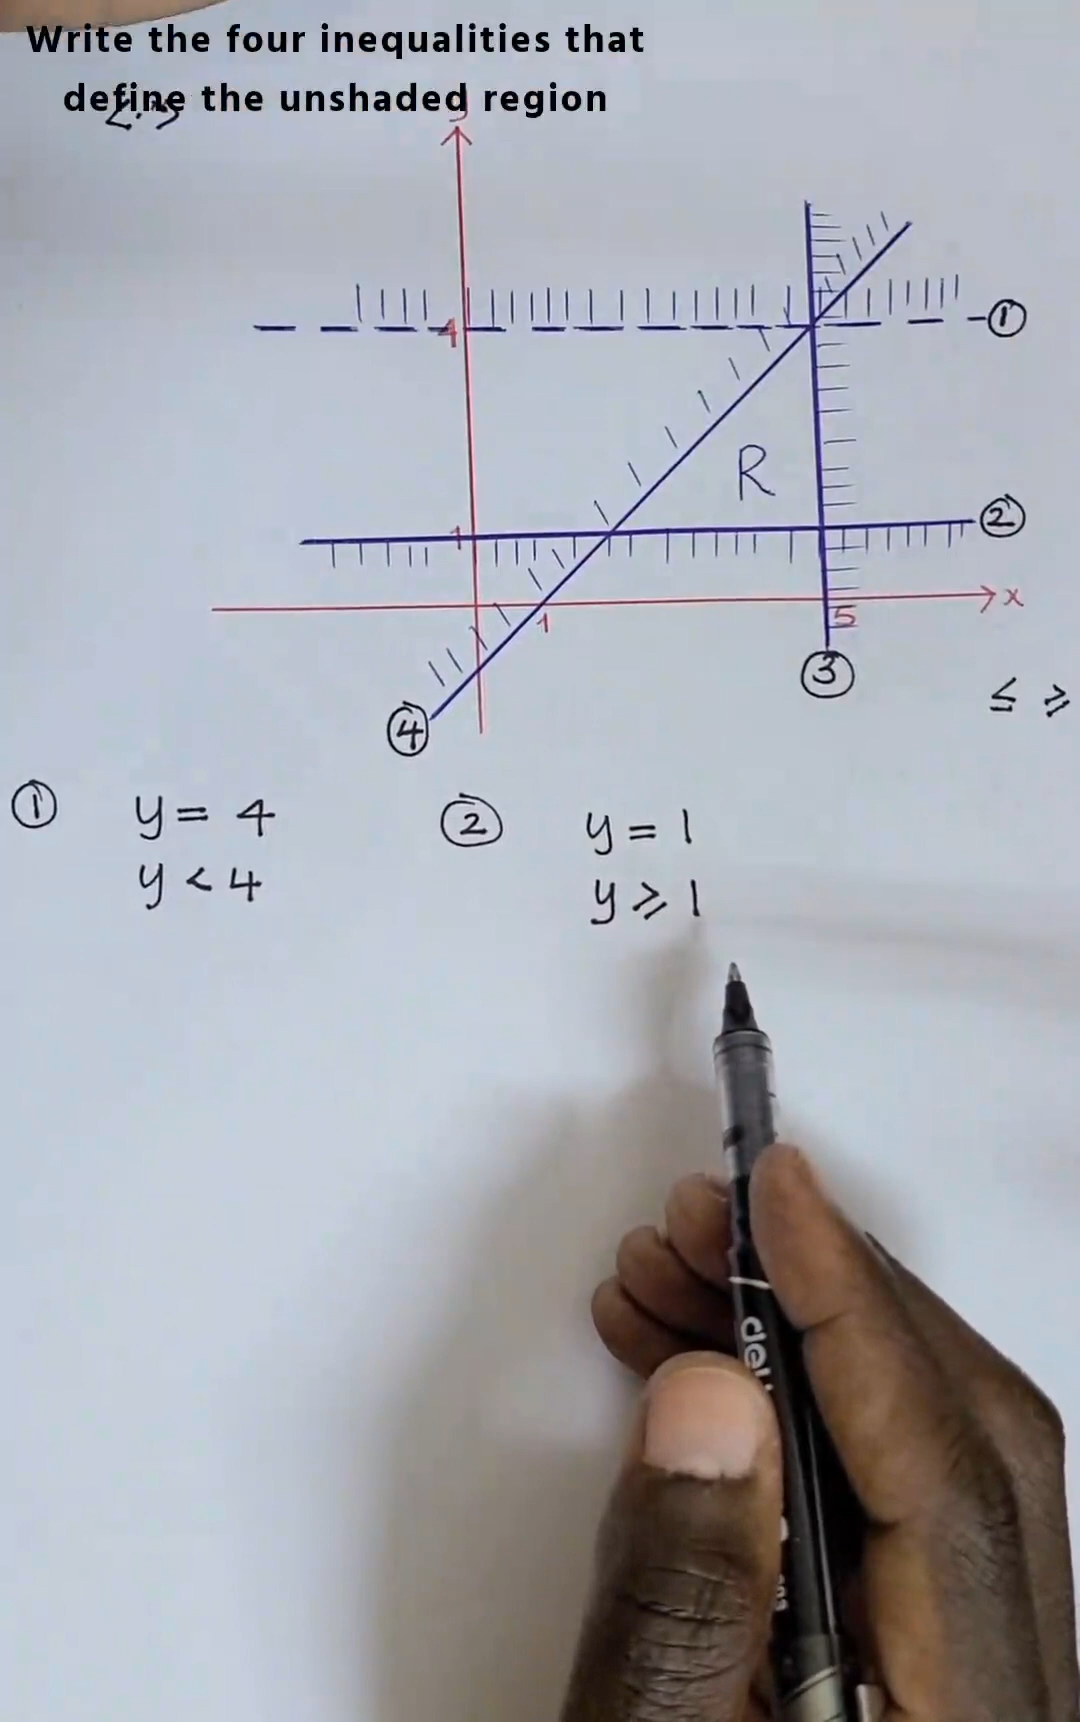 Write the four inequalities that
define the unshaded region
y
4
-①
R
1
②
x
1
5
③
④
≤ ≥
① y = 4
y < 4
② y = 1
y ≥ 1